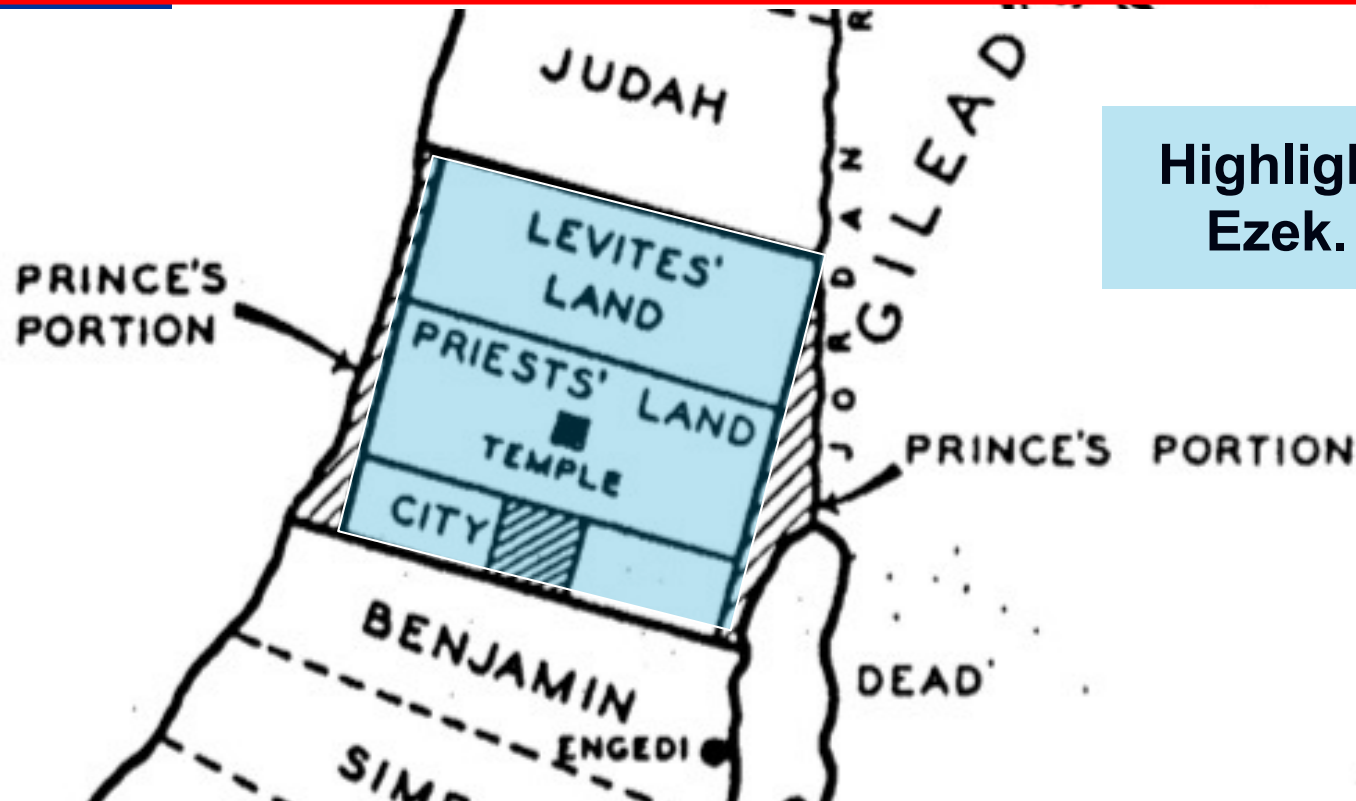 JUDAH
GILEAD
Ezek.
LEVITES'
LAND
PRINCE'S
PORTION
PRIESTS' LAND
JORDAN
TEMPLE
PRINCE'S PORTION
CITY
BENJAMIN
DEAD
ENGEDI